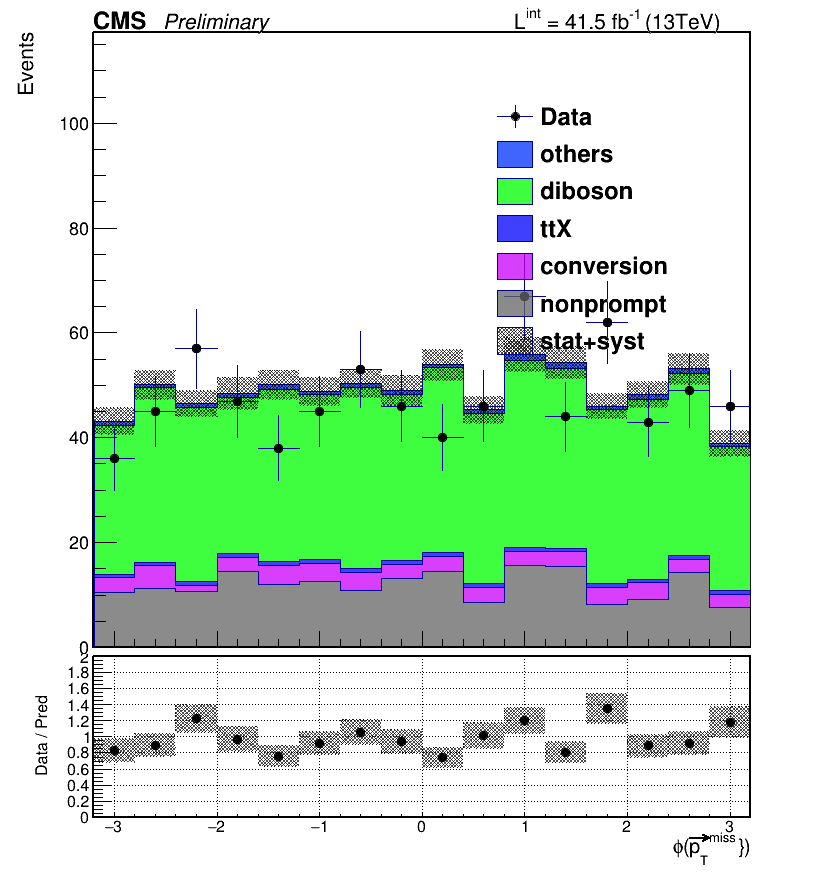 CMS Preliminary L^int = 41.5 fb^-1 (13TeV)
Events
100
80
60
40
20
0
Data
others
diboson
ttX
conversion
nonprompt
stat+syst
Data / Pred
2
1.8
1.6
1.4
1.2
1
0.8
0.6
0.4
0.2
0
−3 −2 −1 0 1 2 3
ϕ(p⃗_T^miss })